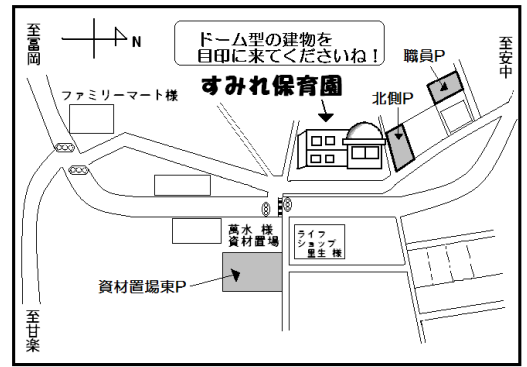 至富岡
N
ドーム型の建物を
目印に来てくださいね！
職員P
至安中
すみれ保育園
北側P
ファミリーマート様
萬水 様
資材置場
ライフ
ショップ
里生 様
資材置場東P
至甘楽